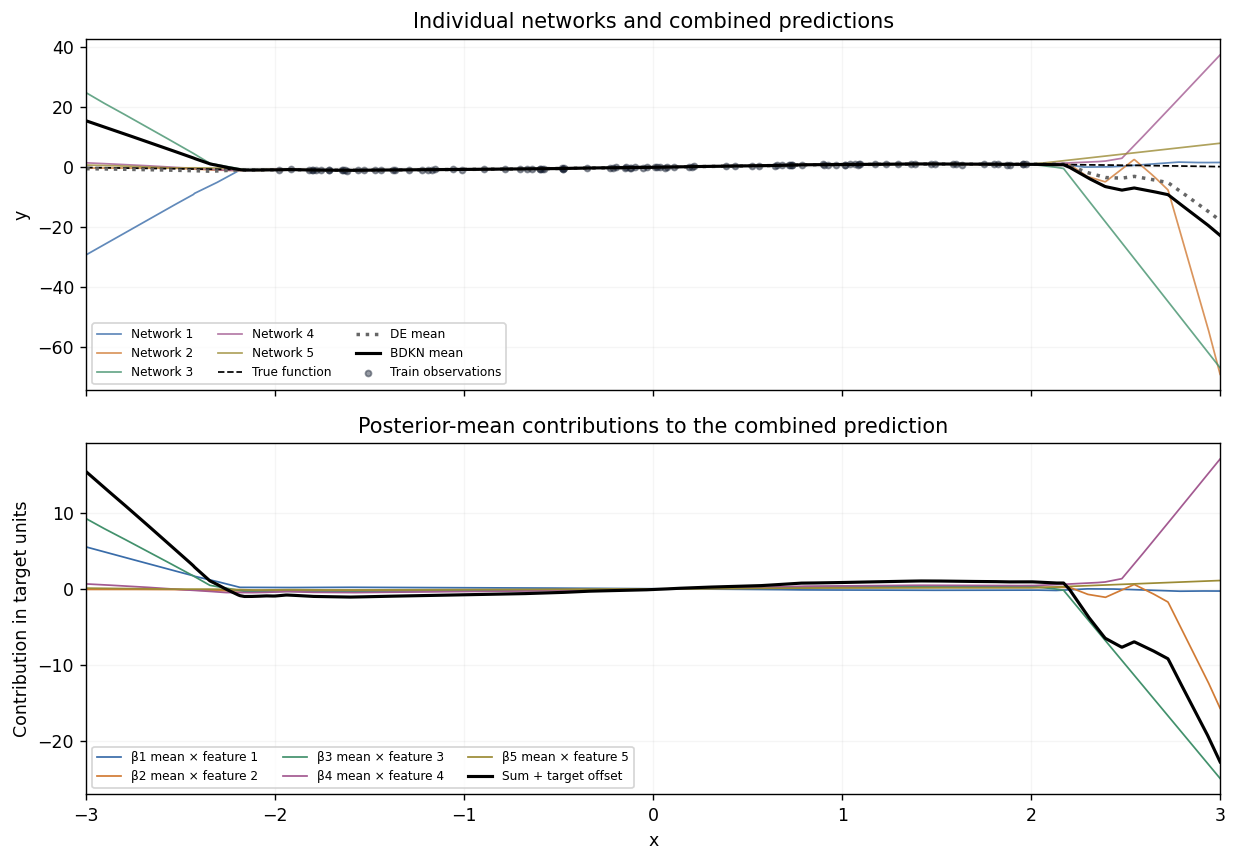 Individual networks and combined predictions
40
20
0
−20
−40
−60
y
Network 1
Network 2
Network 3
Network 4
Network 5
True function
DE mean
BDKN mean
Train observations
Posterior-mean contributions to the combined prediction
10
0
−10
−20
Contribution in target units
β1 mean × feature 1
β2 mean × feature 2
β3 mean × feature 3
β4 mean × feature 4
β5 mean × feature 5
Sum + target offset
−3 −2 −1 0 1 2 3
x